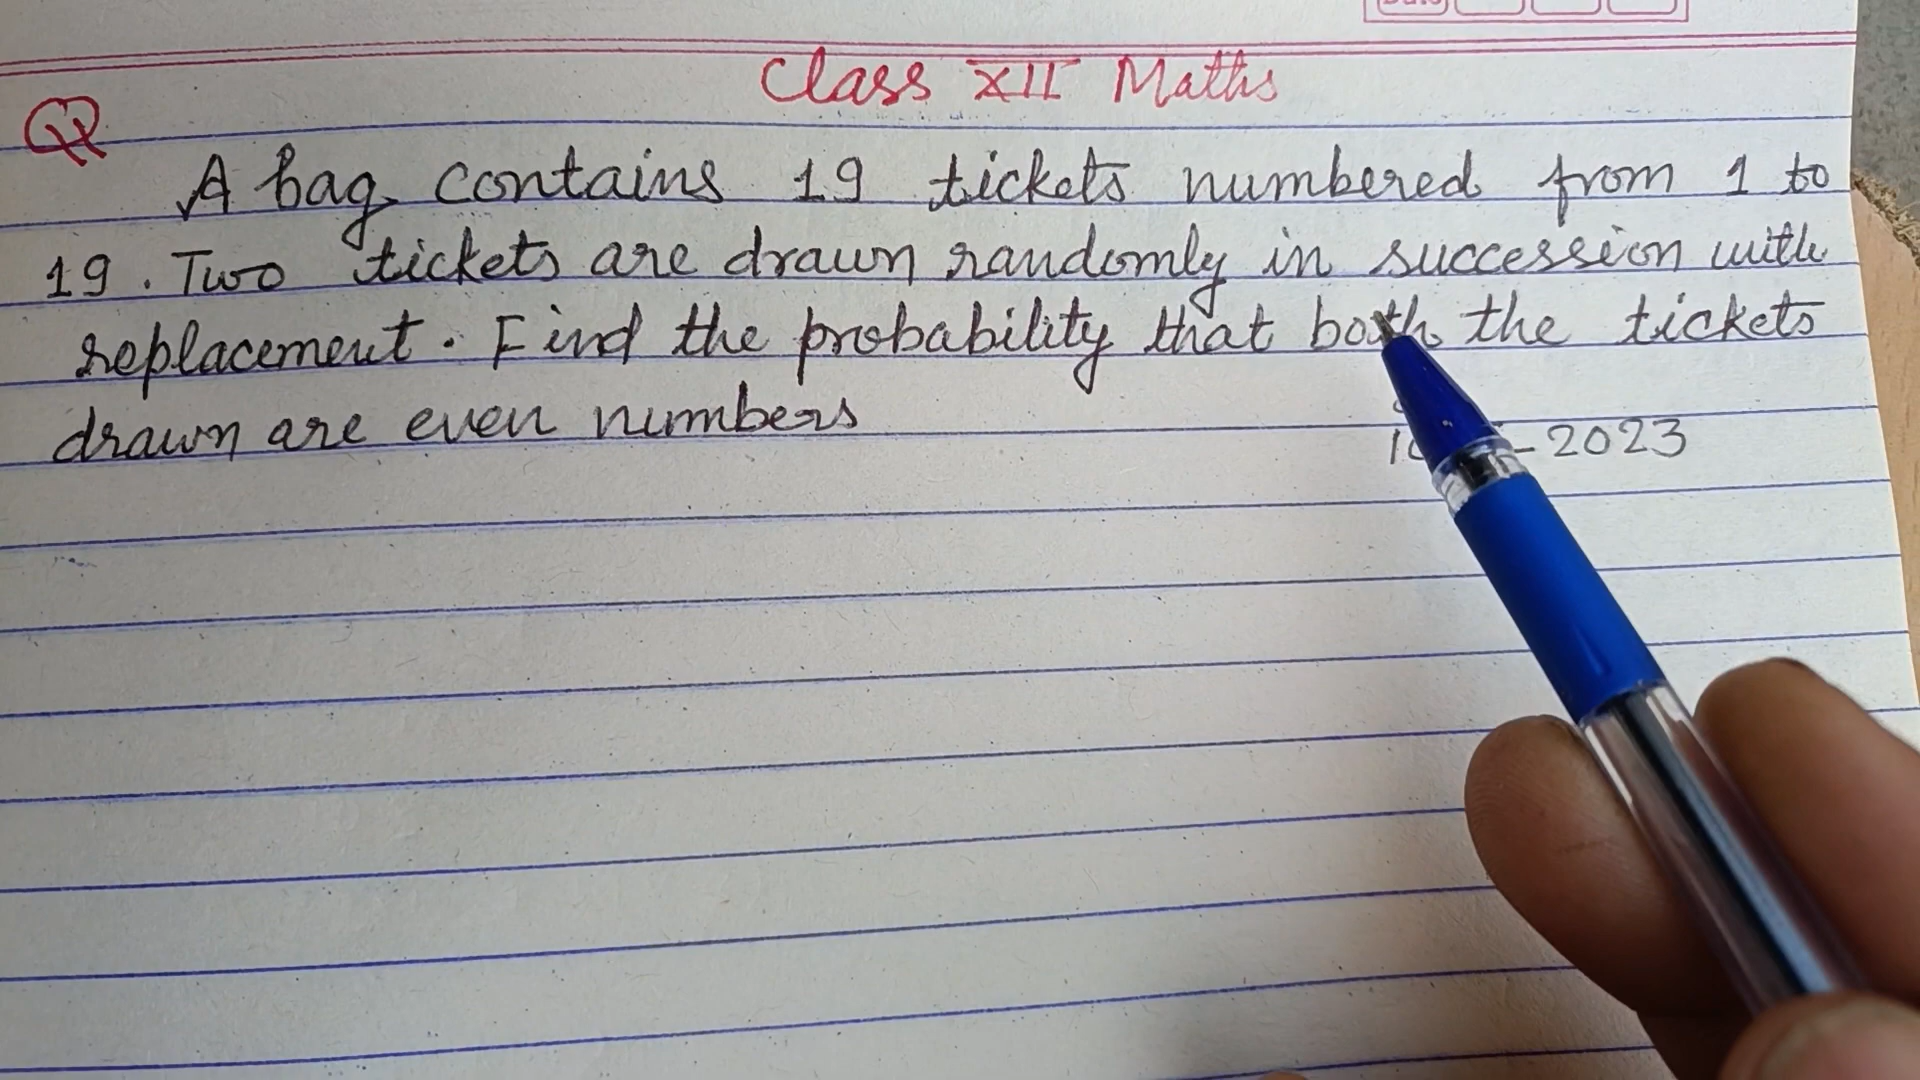 Class XII Maths
Q
A bag contains 19 tickets numbered from 1 to
19. Two tickets are drawn randomly in succession with
replacement. Find the probability that both the tickets
drawn are even numbers
2023